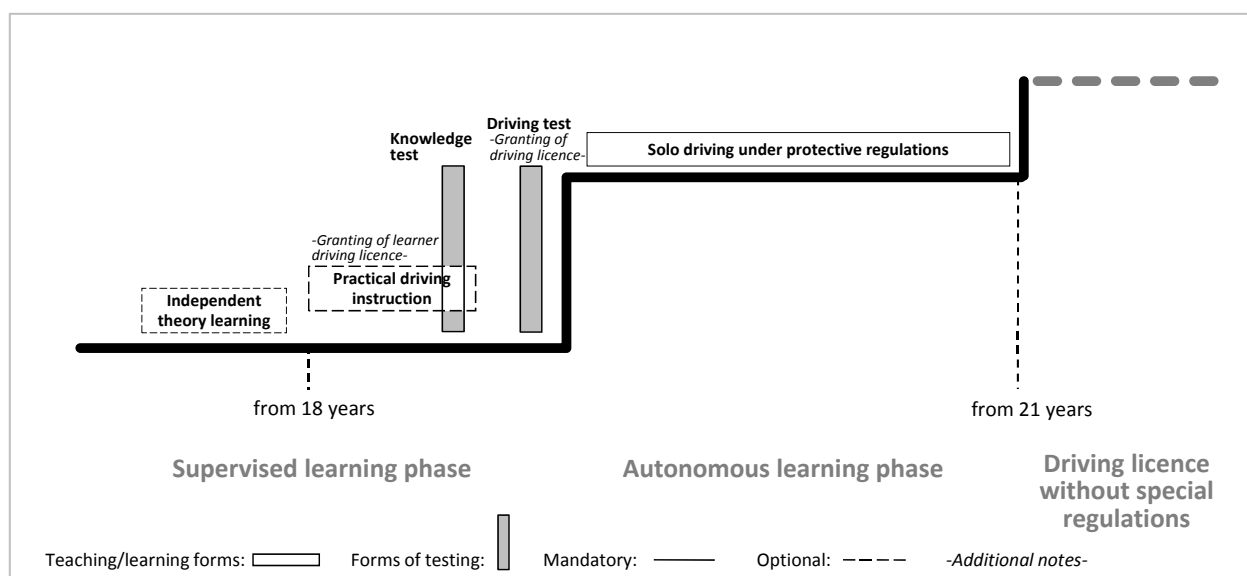 Knowledge
test
Driving test
-Granting of
driving licence-
Solo driving under protective regulations
-Granting of learner
driving licence-
Practical driving
instruction
Independent
theory learning
from 18 years
from 21 years
Supervised learning phase
Autonomous learning phase
Driving licence
without special
regulations
Teaching/learning forms:
Forms of testing:
Mandatory:
Optional:
-Additional notes-